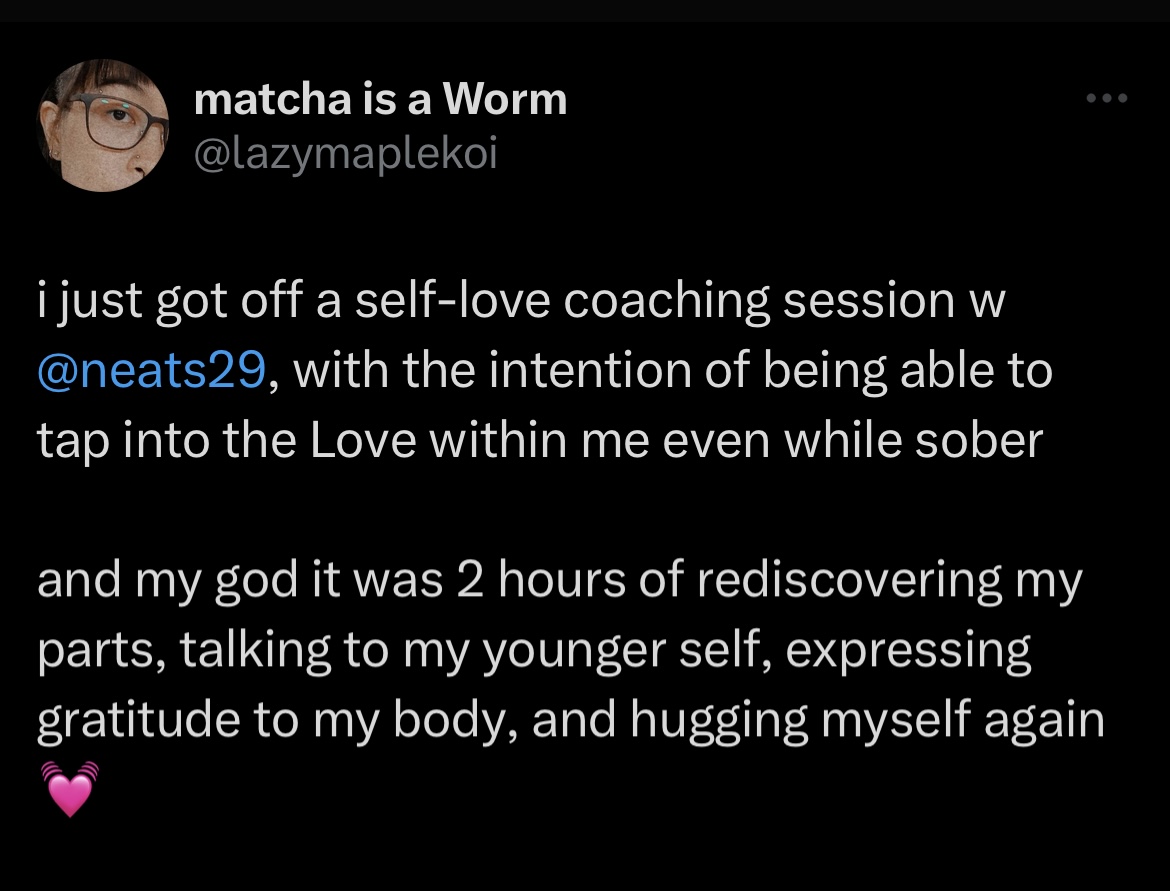 matcha is a Worm
@lazymaplekoi
i just got off a self-love coaching session w
@neats29, with the intention of being able to
tap into the Love within me even while sober
and my god it was 2 hours of rediscovering my
parts, talking to my younger self, expressing
gratitude to my body, and hugging myself again
💓